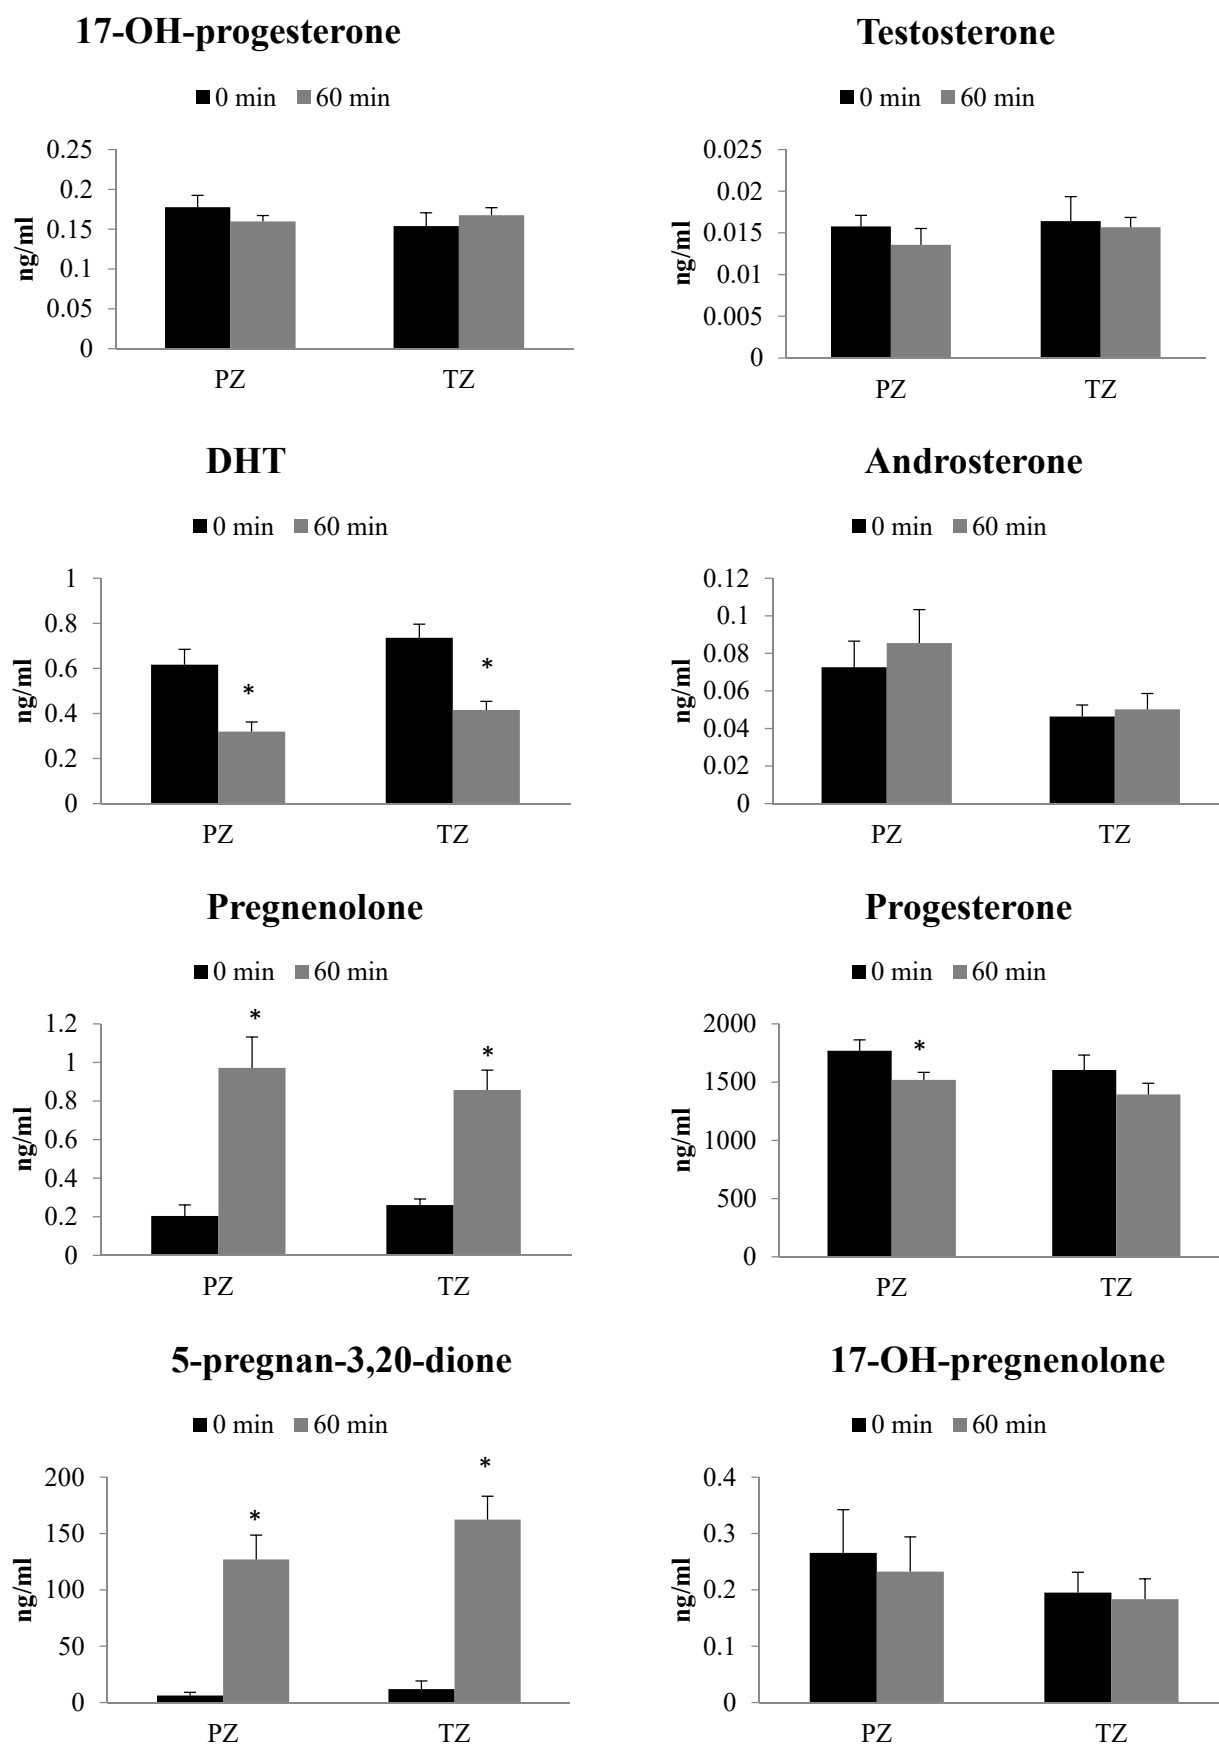 17-OH-progesterone
0 min 60 min
0.25
0.2
0.15
0.1
0.05
0
ng/ml
PZ TZ
Testosterone
0 min 60 min
0.025
0.02
0.015
0.01
0.005
0
ng/ml
PZ TZ
DHT
0 min 60 min
1
0.8
0.6
0.4
0.2
0
ng/ml
* *
PZ TZ
Androsterone
0 min 60 min
0.12
0.1
0.08
0.06
0.04
0.02
0
ng/ml
PZ TZ
Pregnenolone
0 min 60 min
1.2
1
0.8
0.6
0.4
0.2
0
ng/ml
* *
PZ TZ
Progesterone
0 min 60 min
2000
1500
1000
500
0
ng/ml
*
PZ TZ
5-pregnan-3,20-dione
0 min 60 min
200
150
100
50
0
ng/ml
* *
PZ TZ
17-OH-pregnenolone
0 min 60 min
0.4
0.3
0.2
0.1
0
ng/ml
PZ TZ